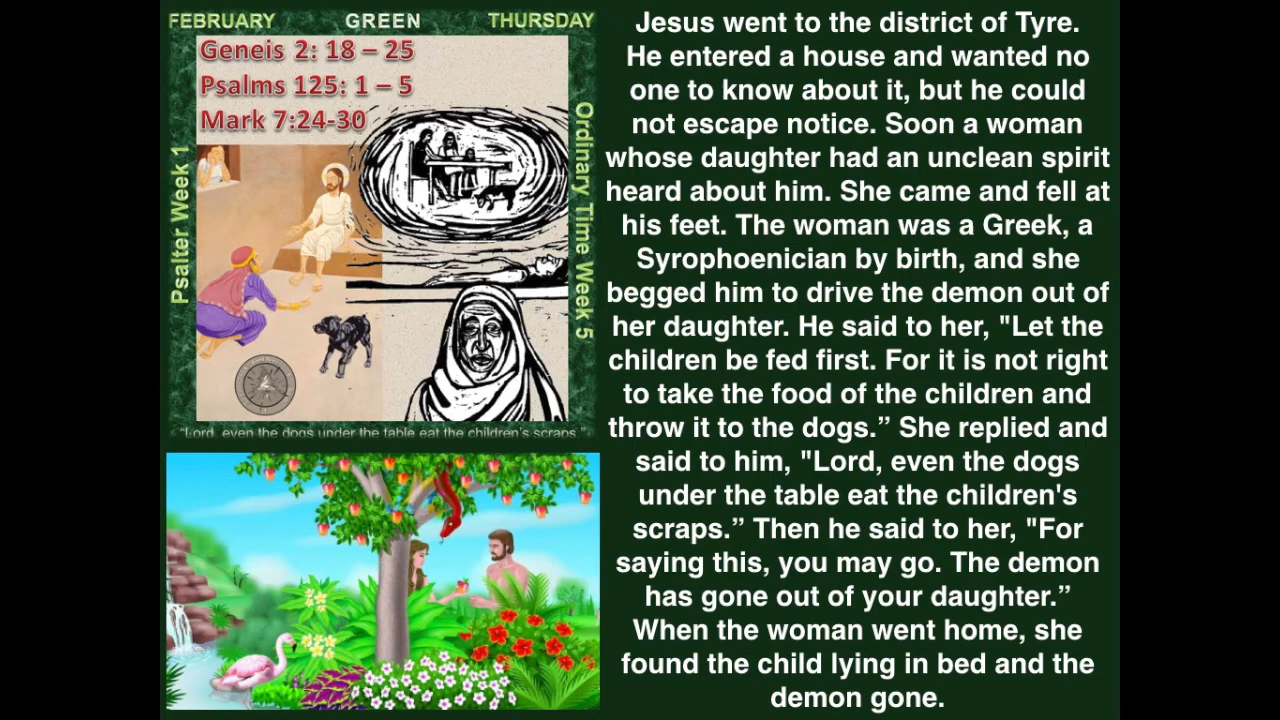 FEBRUARY GREEN THURSDAY
Geneis 2: 18 – 25
Psalms 125: 1 – 5
Mark 7:24-30
Psalter Week 1
Ordinary Time Week 5
“Lord, even the dogs under the table eat the children’s scraps.”
Jesus went to the district of Tyre.
He entered a house and wanted no
one to know about it, but he could
not escape notice. Soon a woman
whose daughter had an unclean spirit
heard about him. She came and fell at
his feet. The woman was a Greek, a
Syrophoenician by birth, and she
begged him to drive the demon out of
her daughter. He said to her, "Let the
children be fed first. For it is not right
to take the food of the children and
throw it to the dogs.” She replied and
said to him, "Lord, even the dogs
under the table eat the children's
scraps.” Then he said to her, "For
saying this, you may go. The demon
has gone out of your daughter.”
When the woman went home, she
found the child lying in bed and the
demon gone.